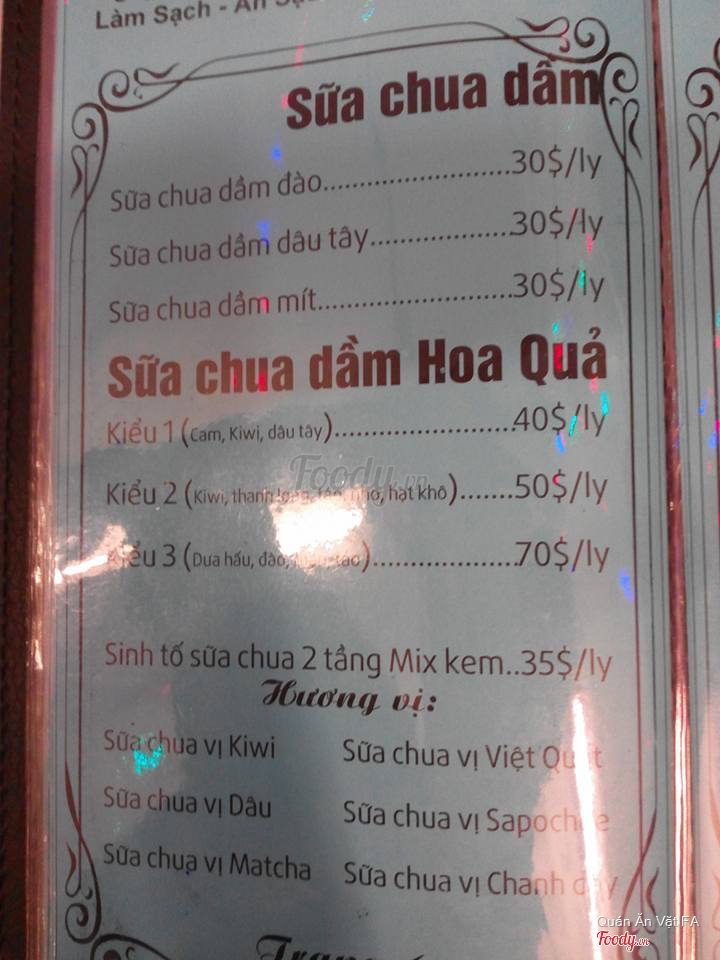 Làm Sạch - Ăn
Sữa chua dầm
Sữa chua dầm đào.......................30$/ly
Sữa chua dầm dâu tây.................30$/ly
Sữa chua dầm mít.......................30$/ly
Sữa chua dầm Hoa Quả
Kiểu 1 (Cam, Kiwi, dâu tây).....................40$/ly
Foody.vn
Kiểu 2 (Kiwi, thanh nho, hạt khô).......50$/ly
Kiểu 3 (Dưa hấu, đào, táo)..................70$/ly
Sinh tố sữa chua 2 tầng Mix kem..35$/ly
Hương vị:
Sữa chua vị Kiwi Sữa chua vị Việt Quất
Sữa chua vị Dâu Sữa chua vị Sapoche
Sữa chua vị Matcha Sữa chua vị Chanh dây
Quán Ăn Vặt FA
Foody.vn